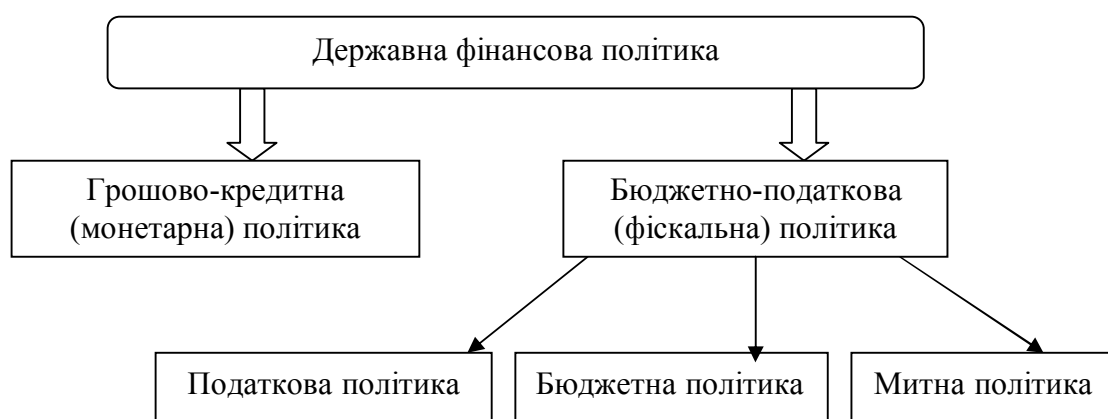 Державна фінансова політика
Грошово-кредитна
(монетарна) політика
Бюджетно-податкова
(фіскальна) політика
Податкова політика
Бюджетна політика
Митна політика